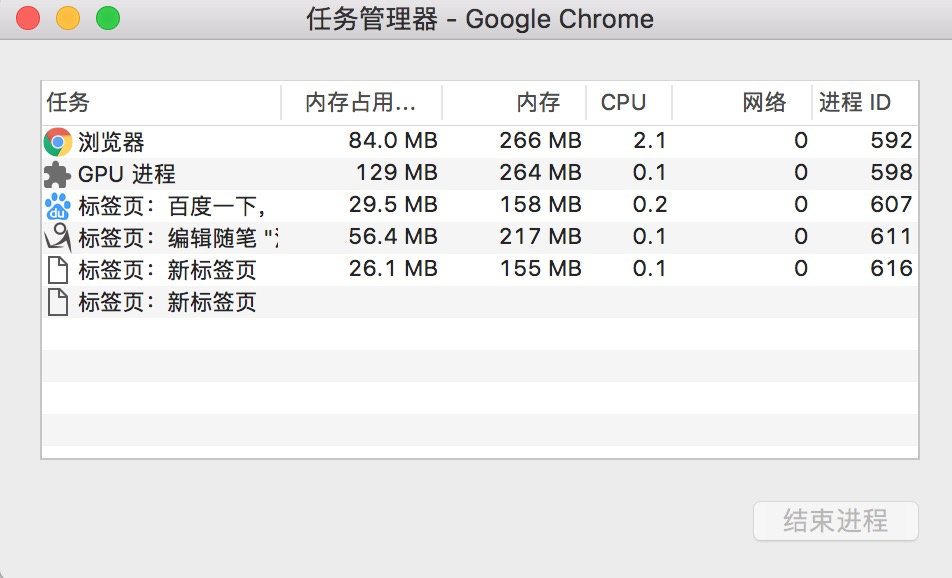 任务管理器 - Google Chrome
任务 内存占用... 内存 CPU 网络 进程 ID
浏览器 84.0 MB 266 MB 2.1 0 592
GPU 进程 129 MB 264 MB 0.1 0 598
标签页：百度一下， 29.5 MB 158 MB 0.2 0 607
标签页：编辑随笔 " 56.4 MB 217 MB 0.1 0 611
标签页：新标签页 26.1 MB 155 MB 0.1 0 616
标签页：新标签页
结束进程